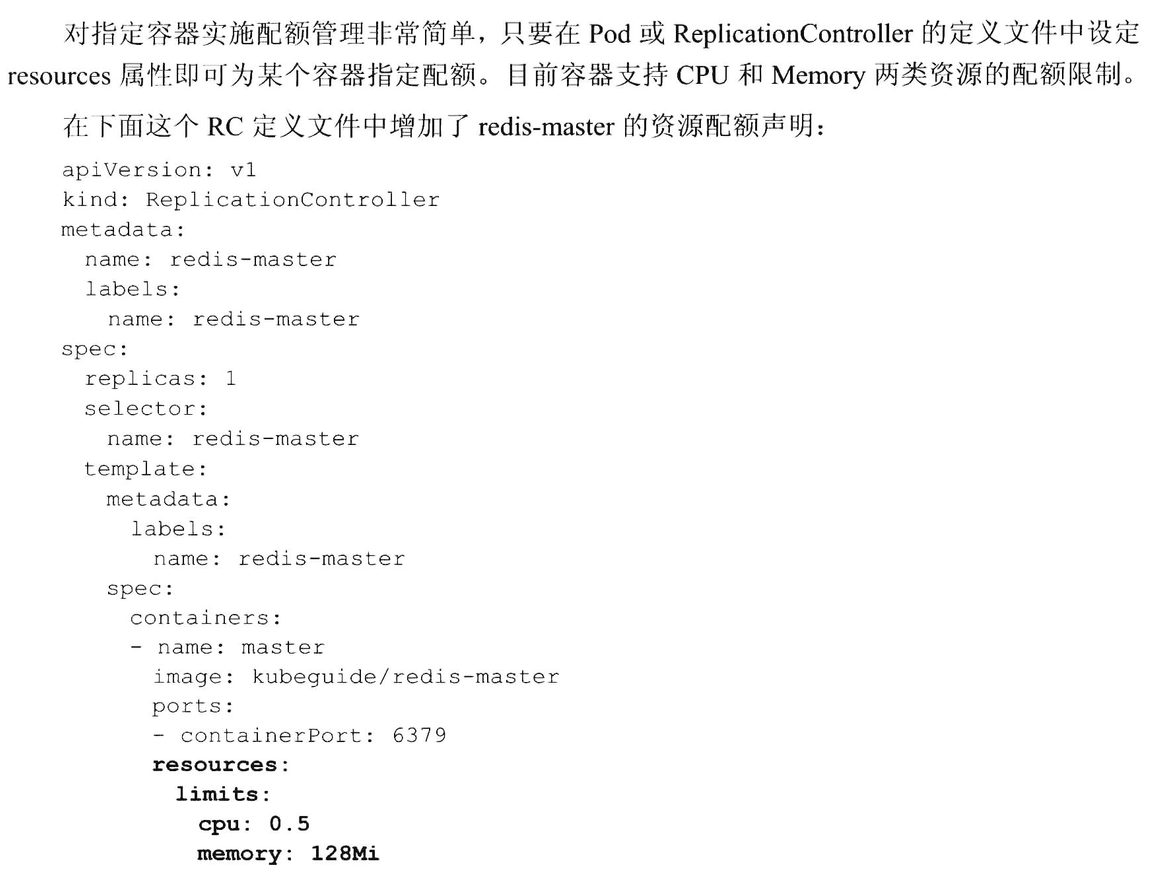 对指定容器实施配额管理非常简单，只要在 Pod 或 ReplicationController 的定义文件中设定
resources 属性即可为某个容器指定配额。目前容器支持 CPU 和 Memory 两类资源的配额限制。
在下面这个 RC 定义文件中增加了 redis-master 的资源配额声明：
apiVersion: v1
kind: ReplicationController
metadata:
  name: redis-master
  labels:
    name: redis-master
spec:
  replicas: 1
  selector:
    name: redis-master
  template:
    metadata:
      labels:
        name: redis-master
    spec:
      containers:
      - name: master
        image: kubeguide/redis-master
        ports:
        - containerPort: 6379
        resources:
          limits:
            cpu: 0.5
            memory: 128Mi